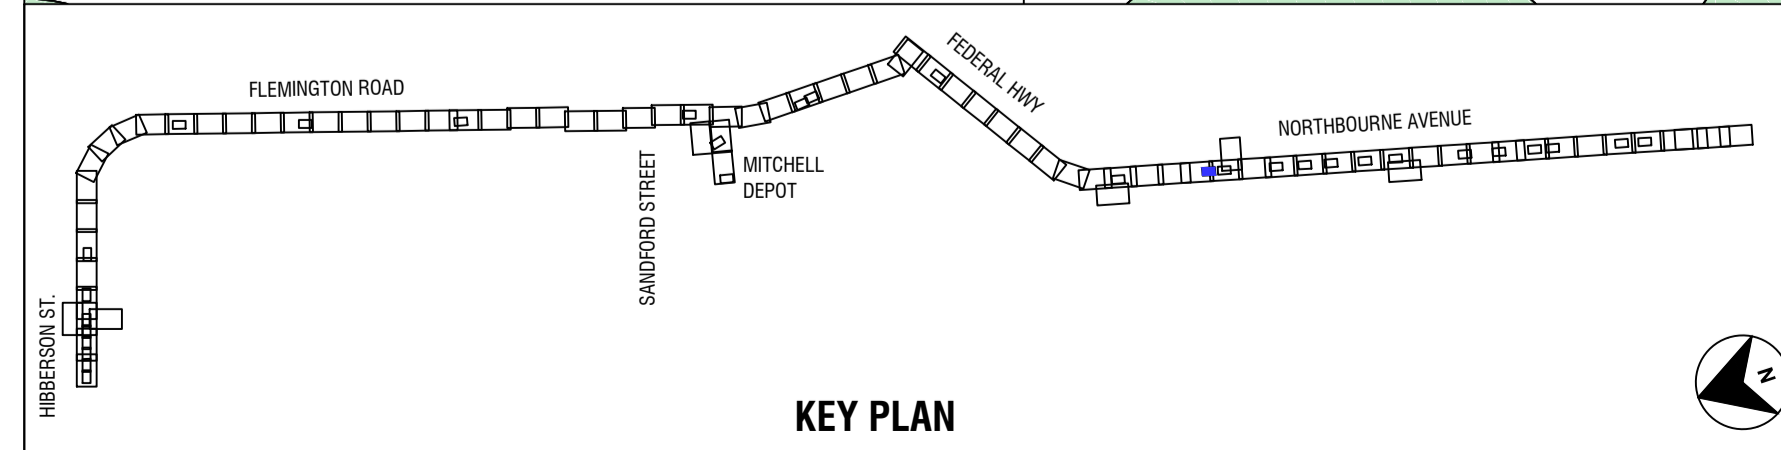 FLEMINGTON ROAD
FEDERAL HWY
NORTHBOURNE AVENUE
SANDFORD STREET
MITCHELL
DEPOT
HIBBERSON ST.
KEY PLAN
N